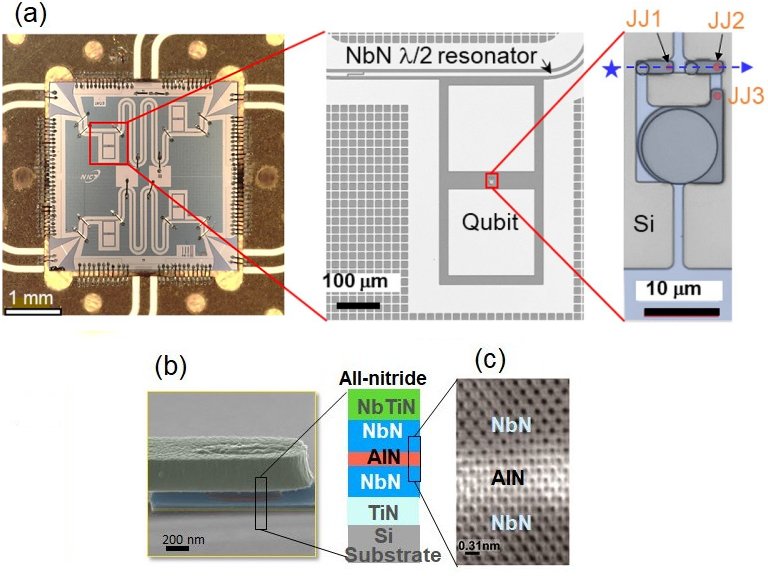 (a)
NbN λ/2 resonator
JJ1
JJ2
JJ3
NICT
Qubit
Si
1 mm
100 µm
10 µm
(b)
(c)
All-nitride
NbTiN
NbN
AlN
NbN
TiN
Si
Substrate
200 nm
NbN
AlN
NbN
0.31nm